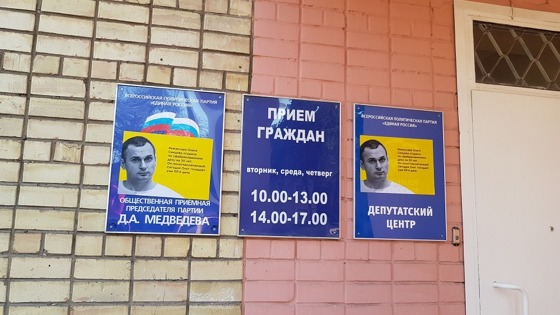 ВСЕРОССИЙСКАЯ ПОЛИТИЧЕСКАЯ ПАРТИЯ
«ЕДИНАЯ РОССИЯ»
ОБЩЕСТВЕННАЯ ПРИЕМНАЯ
ПРЕДСЕДАТЕЛЯ ПАРТИИ
Д.А. МЕДВЕДЕВА
ПРИЕМ
ГРАЖДАН
вторник, среда, четверг
10.00-13.00
14.00-17.00
ВСЕРОССИЙСКАЯ ПОЛИТИЧЕСКАЯ ПАРТИЯ
«ЕДИНАЯ РОССИЯ»
ДЕПУТАТСКИЙ
ЦЕНТР